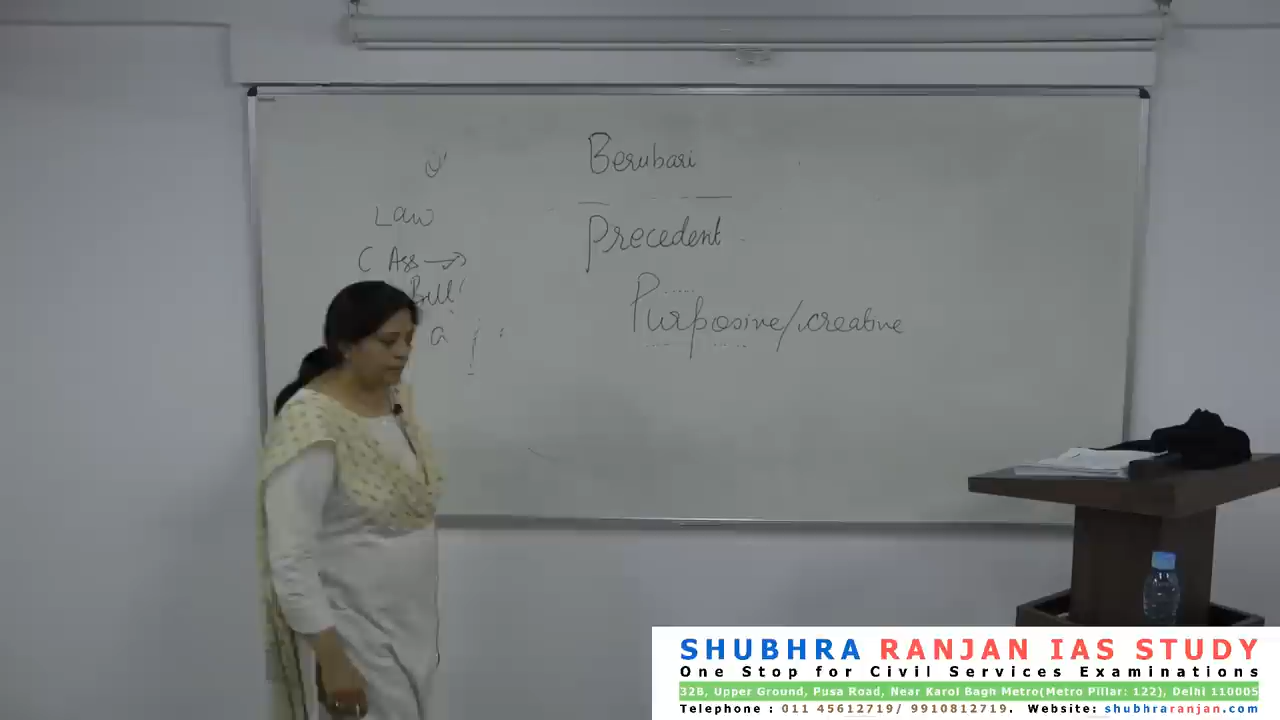 Berubari
Law
Precedent
C Ass →
Bill
Purposive/creative
a
SHUBHRA RANJAN IAS STUDY
One Stop for Civil Services Examinations
32B, Upper Ground, Pusa Road, Near Karol Bagh Metro(Metro Pillar: 122), Delhi 110005
Telephone : 011 45612719/ 9910812719. Website: shubhraranjan.com